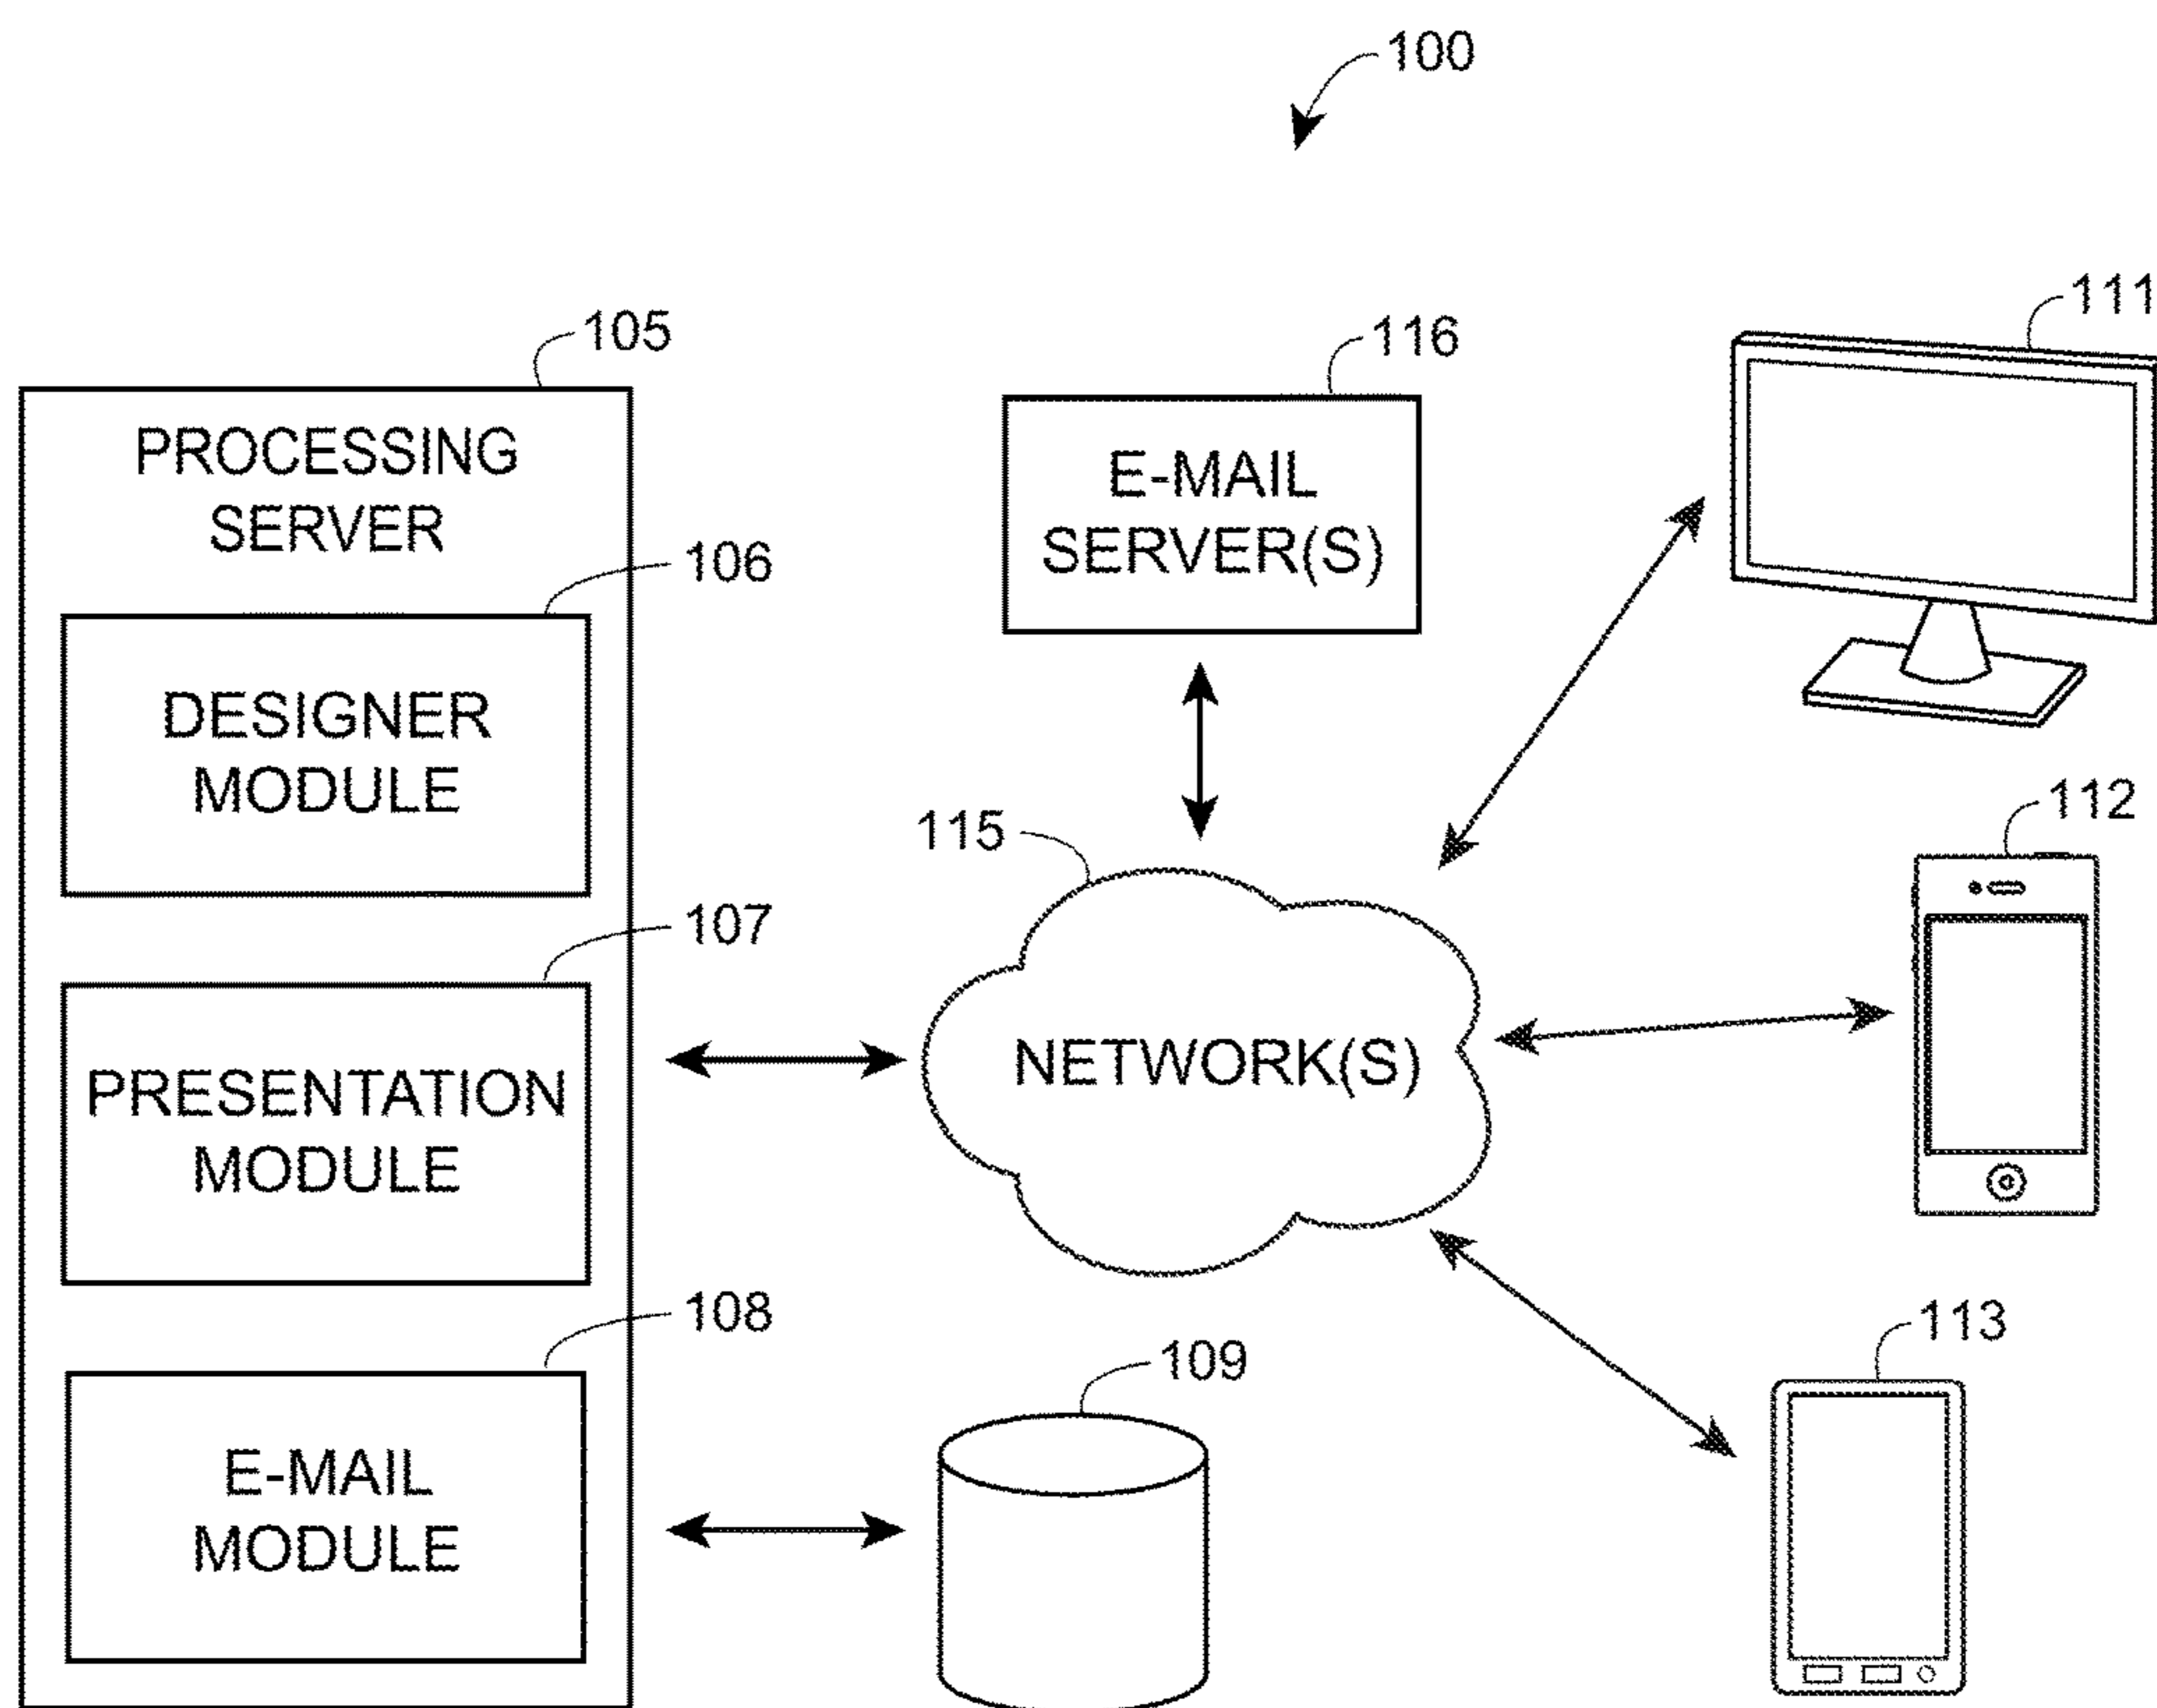 100
105
PROCESSING
SERVER
106
DESIGNER
MODULE
107
PRESENTATION
MODULE
108
E-MAIL
MODULE
116
E-MAIL
SERVER(S)
115
NETWORK(S)
109
111
112
113